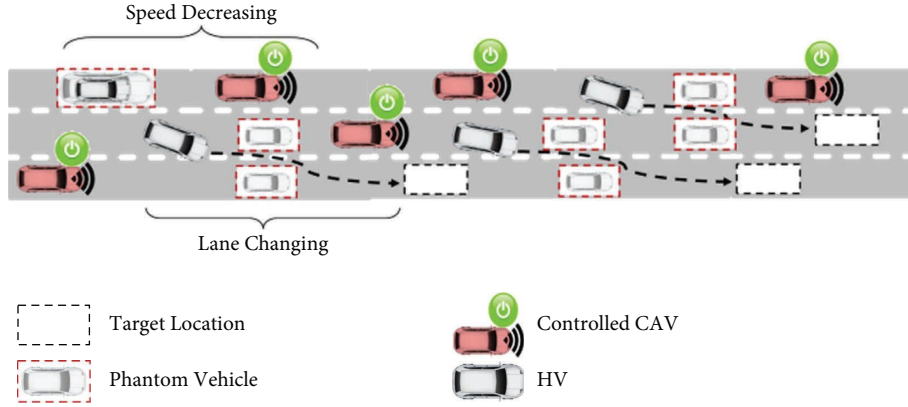 Speed Decreasing
Lane Changing
Target Location
Controlled CAV
Phantom Vehicle
HV